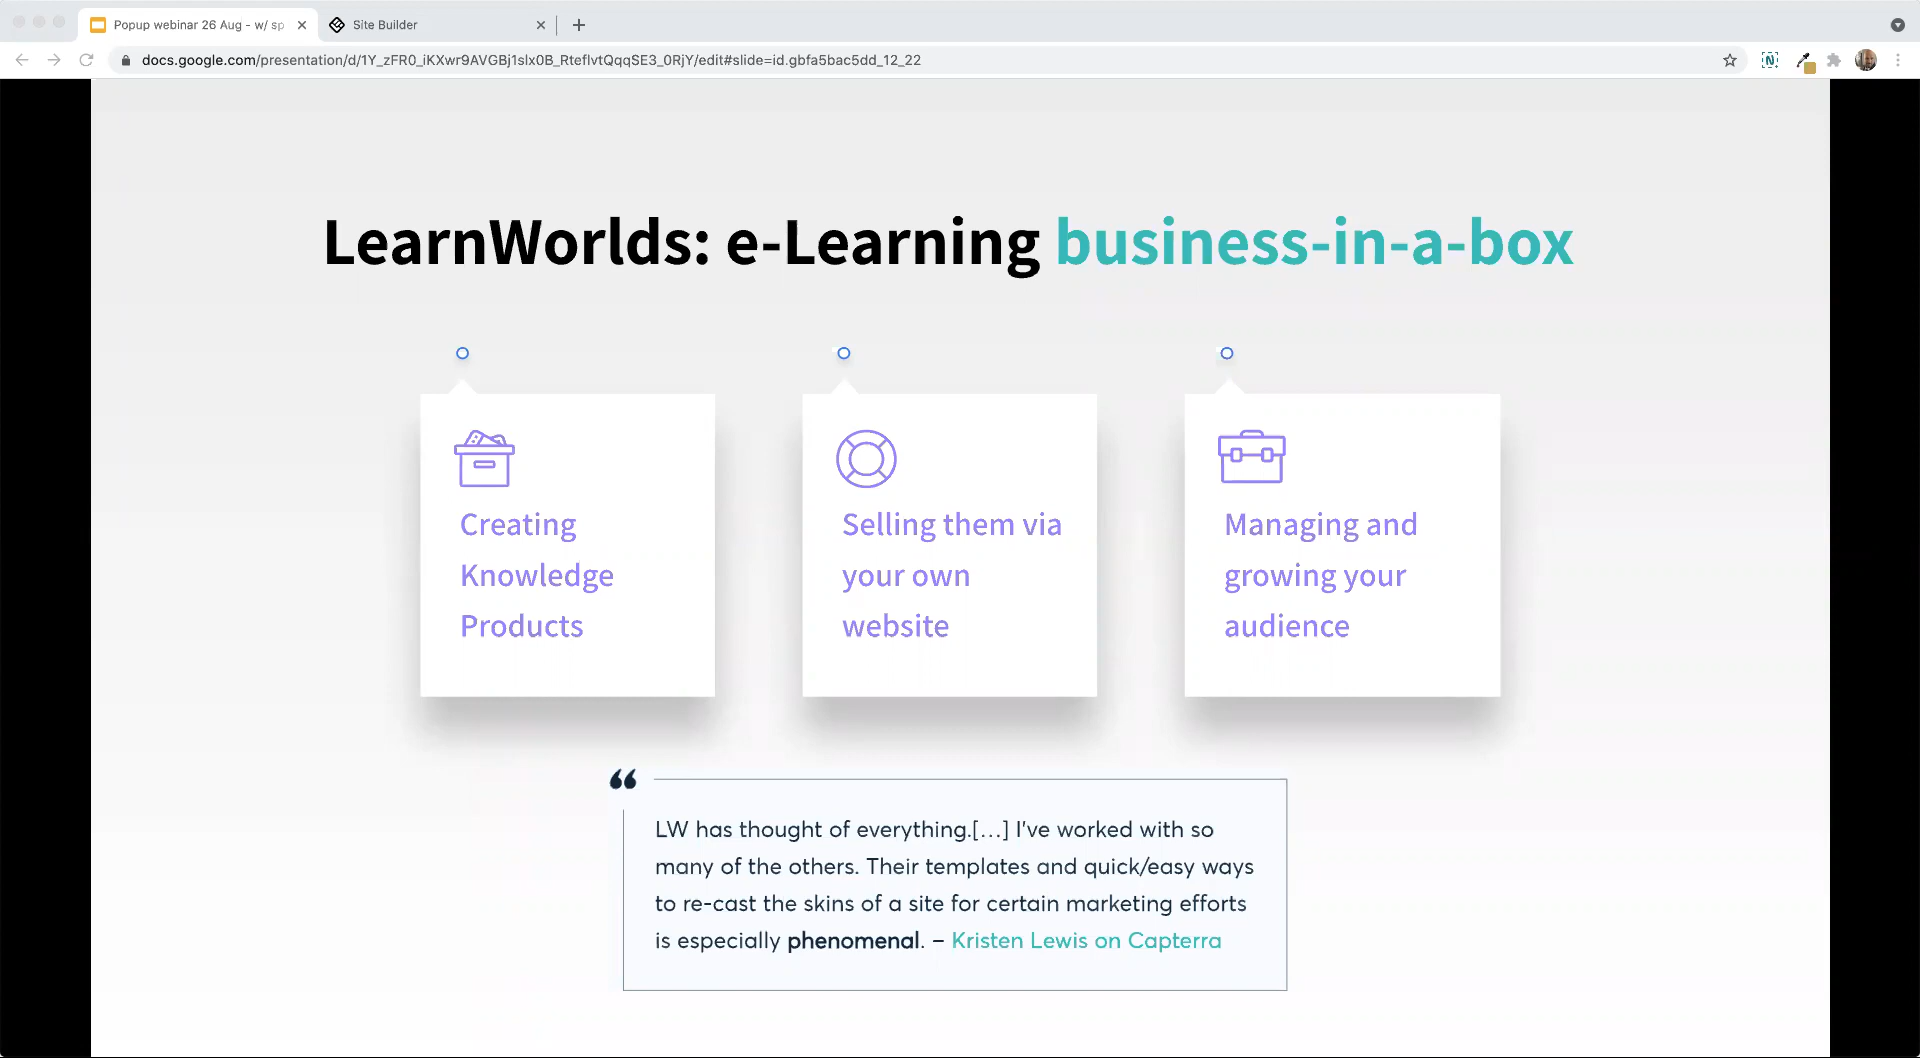 Popup webinar 26 Aug - w/ sp
Site Builder
docs.google.com/presentation/d/1Y_zFR0_iKXwr9AVGBj1slx0B_RteflvtQqqSE3_0RjY/edit#slide=id.gbfa5bac5dd_12_22
LearnWorlds: e-Learning business-in-a-box
Creating
Knowledge
Products
Selling them via
your own
website
Managing and
growing your
audience
“
LW has thought of everything.[…] I’ve worked with so
many of the others. Their templates and quick/easy ways
to re-cast the skins of a site for certain marketing efforts
is especially phenomenal. – Kristen Lewis on Capterra